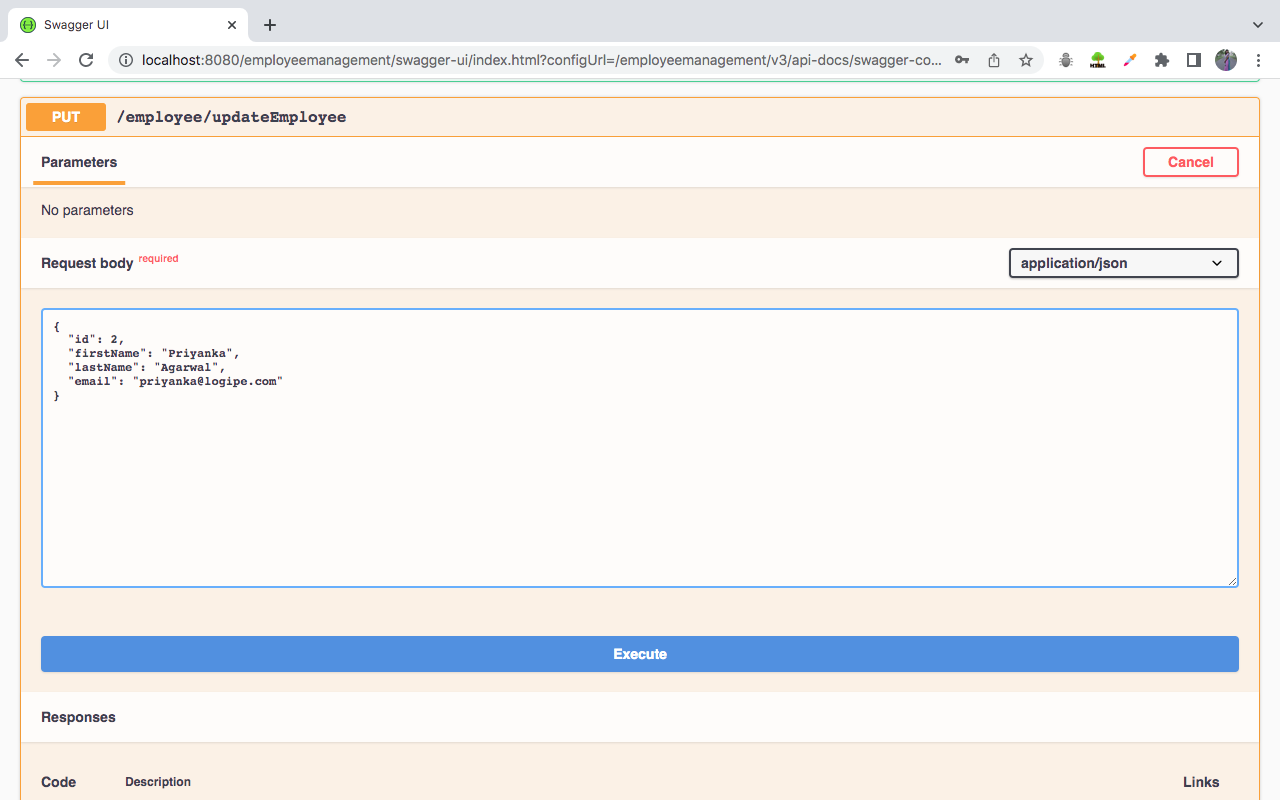 Swagger UI
localhost:8080/employeemanagement/swagger-ui/index.html?configUrl=/employeemanagement/v3/api-docs/swagger-co...
HTML
PUT /employee/updateEmployee
Parameters
Cancel
No parameters
Request body required
application/json
{
"id": 2,
"firstName": "Priyanka",
"lastName": "Agarwal",
"email": "priyanka@logipe.com"
}
Execute
Responses
Code Description Links